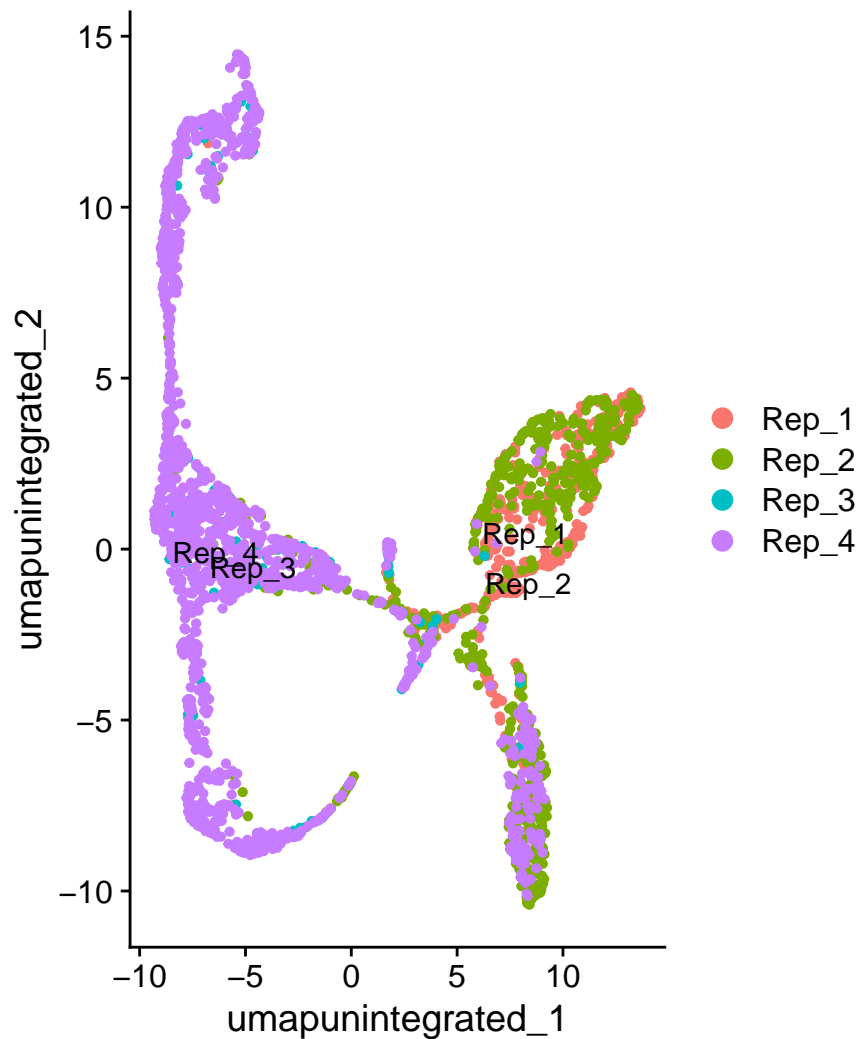 15
10
5
0
−5
−10
umapunintegrated_2
Rep_4
Rep_3
Rep_1
Rep_2
−10
−5
0
5
10
umapunintegrated_1
Rep_1
Rep_2
Rep_3
Rep_4